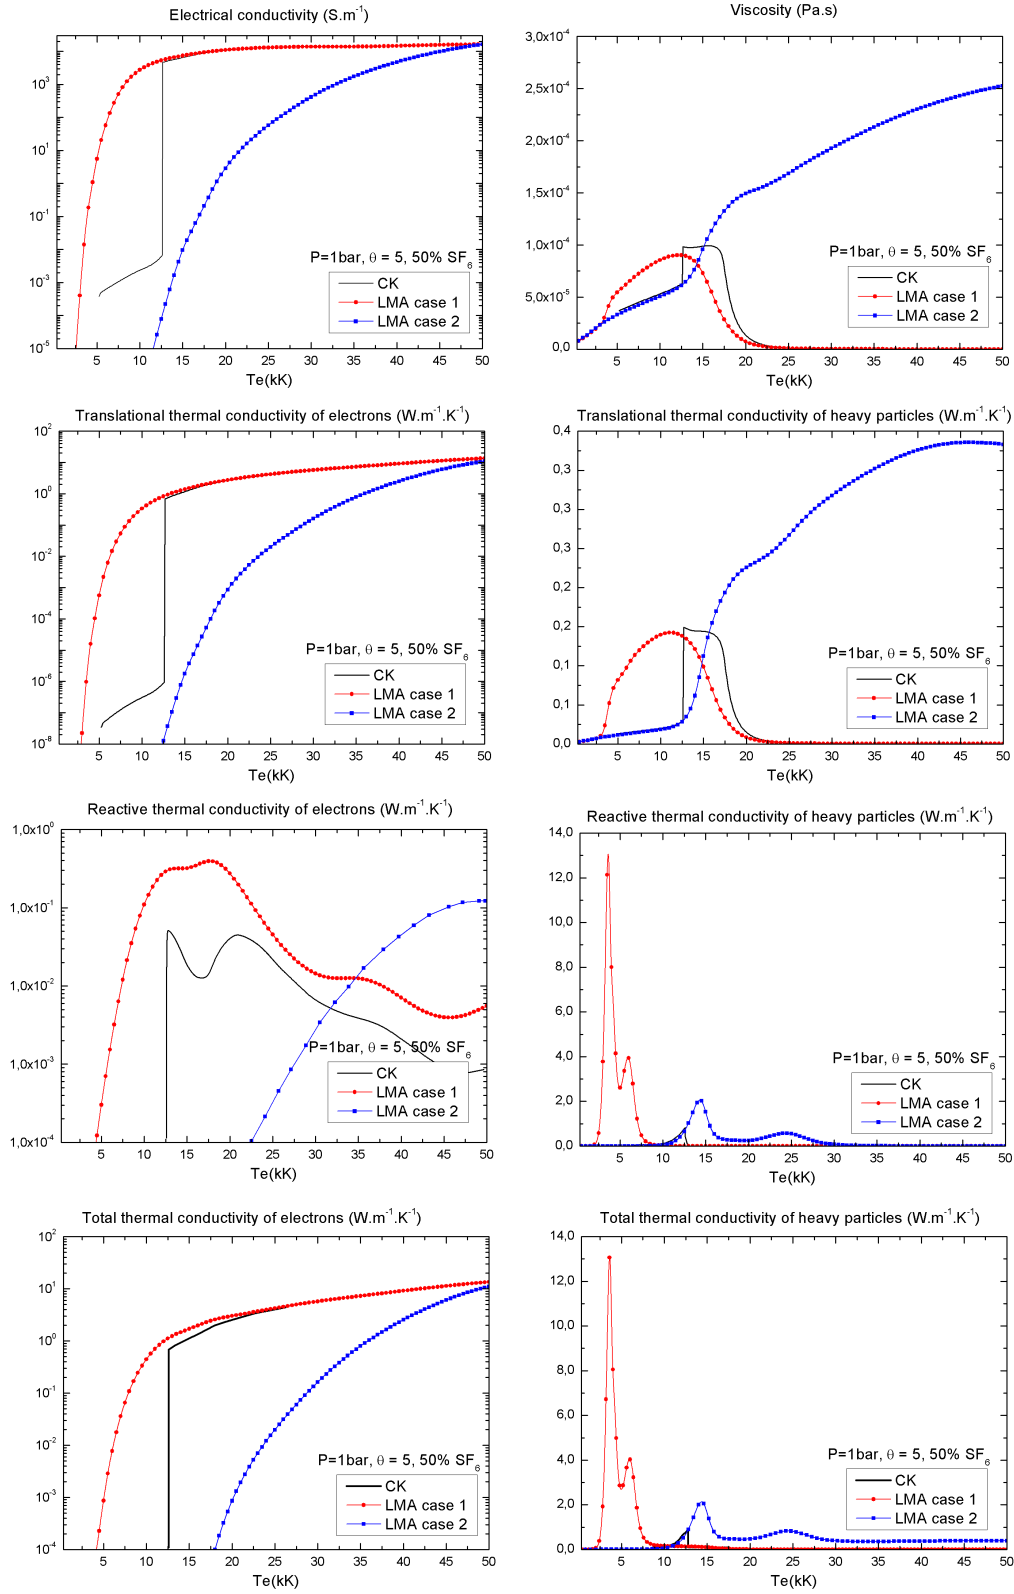 Electrical conductivity (S.m-1)
10^3
10^1
10^-1
10^-3
10^-5
P=1bar, θ = 5, 50% SF6
CK
LMA case 1
LMA case 2
5 10 15 20 25 30 35 40 45 50
Te(kK)
Viscosity (Pa.s)
3,0x10^-4
2,5x10^-4
2,0x10^-4
1,5x10^-4
1,0x10^-4
5,0x10^-5
0,0
P=1bar, θ = 5, 50% SF6
CK
LMA case 1
LMA case 2
5 10 15 20 25 30 35 40 45 50
Te(kK)
Translational thermal conductivity of electrons (W.m-1.K-1)
10^2
10^0
10^-2
10^-4
10^-6
10^-8
P=1bar, θ = 5, 50% SF6
CK
LMA case 1
LMA case 2
5 10 15 20 25 30 35 40 45 50
Te(kK)
Translational thermal conductivity of heavy particles (W.m-1.K-1)
0,4
0,3
0,3
0,3
0,2
0,2
0,1
0,1
0,0
P=1bar, θ = 5, 50% SF6
CK
LMA case 1
LMA case 2
5 10 15 20 25 30 35 40 45 50
Te(kK)
Reactive thermal conductivity of electrons (W.m-1.K-1)
1,0x10^0
1,0x10^-1
1,0x10^-2
1,0x10^-3
1,0x10^-4
P=1bar, θ = 5, 50% SF6
CK
LMA case 1
LMA case 2
5 10 15 20 25 30 35 40 45 50
Te(kK)
Reactive thermal conductivity of heavy particles (W.m-1.K-1)
14,0
12,0
10,0
8,0
6,0
4,0
2,0
0,0
P=1bar, θ = 5, 50% SF6
CK
LMA case 1
LMA case 2
5 10 15 20 25 30 35 40 45 50
Te(kK)
Total thermal conductivity of electrons (W.m-1.K-1)
10^2
10^1
10^0
10^-1
10^-2
10^-3
10^-4
P=1bar, θ = 5, 50% SF6
CK
LMA case 1
LMA case 2
5 10 15 20 25 30 35 40 45 50
Te(kK)
Total thermal conductivity of heavy particles (W.m-1.K-1)
14,0
12,0
10,0
8,0
6,0
4,0
2,0
0,0
P=1bar, θ = 5, 50% SF6
CK
LMA case 1
LMA case 2
5 10 15 20 25 30 35 40 45 50
Te(kK)